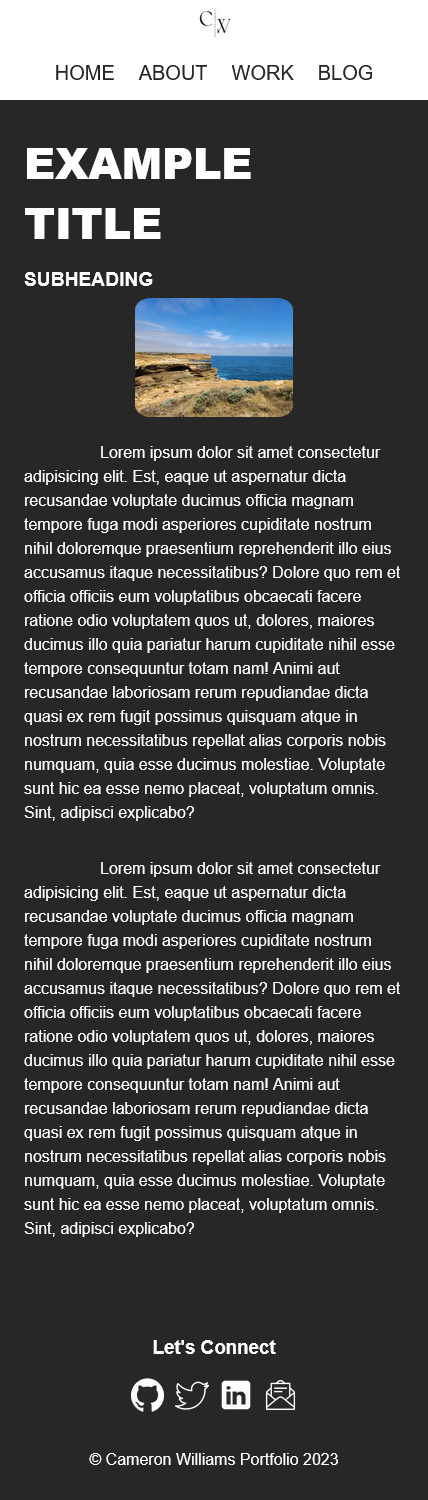 CW
HOME ABOUT WORK BLOG
EXAMPLE
TITLE
SUBHEADING
Lorem ipsum dolor sit amet consectetur
adipisicing elit. Est, eaque ut aspernatur dicta
recusandae voluptate ducimus officia magnam
tempore fuga modi asperiores cupiditate nostrum
nihil doloremque praesentium reprehenderit illo eius
accusamus itaque necessitatibus? Dolore quo rem et
officia officiis eum voluptatibus obcaecati facere
ratione odio voluptatem quos ut, dolores, maiores
ducimus illo quia pariatur harum cupiditate nihil esse
tempore consequuntur totam nam! Animi aut
recusandae laboriosam rerum repudiandae dicta
quasi ex rem fugit possimus quisquam atque in
nostrum necessitatibus repellat alias corporis nobis
numquam, quia esse ducimus molestiae. Voluptate
sunt hic ea esse nemo placeat, voluptatum omnis.
Sint, adipisci explicabo?
Lorem ipsum dolor sit amet consectetur
adipisicing elit. Est, eaque ut aspernatur dicta
recusandae voluptate ducimus officia magnam
tempore fuga modi asperiores cupiditate nostrum
nihil doloremque praesentium reprehenderit illo eius
accusamus itaque necessitatibus? Dolore quo rem et
officia officiis eum voluptatibus obcaecati facere
ratione odio voluptatem quos ut, dolores, maiores
ducimus illo quia pariatur harum cupiditate nihil esse
tempore consequuntur totam nam! Animi aut
recusandae laboriosam rerum repudiandae dicta
quasi ex rem fugit possimus quisquam atque in
nostrum necessitatibus repellat alias corporis nobis
numquam, quia esse ducimus molestiae. Voluptate
sunt hic ea esse nemo placeat, voluptatum omnis.
Sint, adipisci explicabo?
Let's Connect
in
© Cameron Williams Portfolio 2023